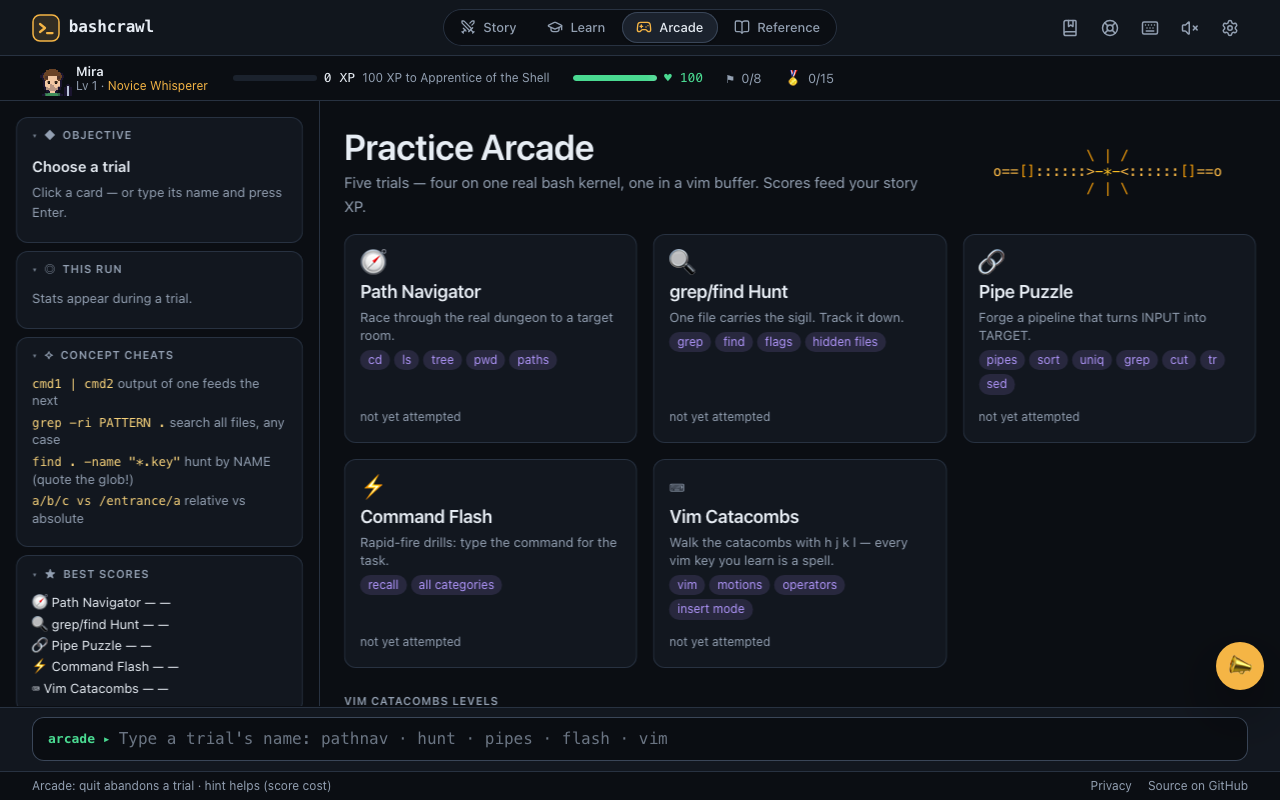 bashcrawl
Story
Learn
Arcade
Reference
Mira
Lv 1 · Novice Whisperer
0 XP 100 XP to Apprentice of the Shell
♥ 100
⚑ 0/8
0/15
◆ OBJECTIVE
Choose a trial
Click a card — or type its name and press
Enter.
THIS RUN
Stats appear during a trial.
CONCEPT CHEATS
cmd1 | cmd2 output of one feeds the
next
grep -ri PATTERN . search all files, any
case
find . -name "*.key" hunt by NAME
(quote the glob!)
a/b/c vs /entrance/a relative vs
absolute
★ BEST SCORES
Path Navigator — —
grep/find Hunt — —
Pipe Puzzle — —
Command Flash — —
Vim Catacombs — —
Practice Arcade
Five trials — four on one real bash kernel, one in a vim buffer. Scores feed your story
XP.
\ | /
o==[]::::::>-*-<::::::[]==o
/ | \
Path Navigator
Race through the real dungeon to a target
room.
cd ls tree pwd paths
not yet attempted
grep/find Hunt
One file carries the sigil. Track it down.
grep find flags hidden files
not yet attempted
Pipe Puzzle
Forge a pipeline that turns INPUT into
TARGET.
pipes sort uniq grep cut tr
sed
not yet attempted
Command Flash
Rapid-fire drills: type the command for the
task.
recall all categories
not yet attempted
Vim Catacombs
Walk the catacombs with h j k l — every
vim key you learn is a spell.
vim motions operators
insert mode
not yet attempted
VIM CATACOMBS LEVELS
arcade ▸ Type a trial's name: pathnav · hunt · pipes · flash · vim
Arcade: quit abandons a trial · hint helps (score cost)
Privacy
Source on GitHub